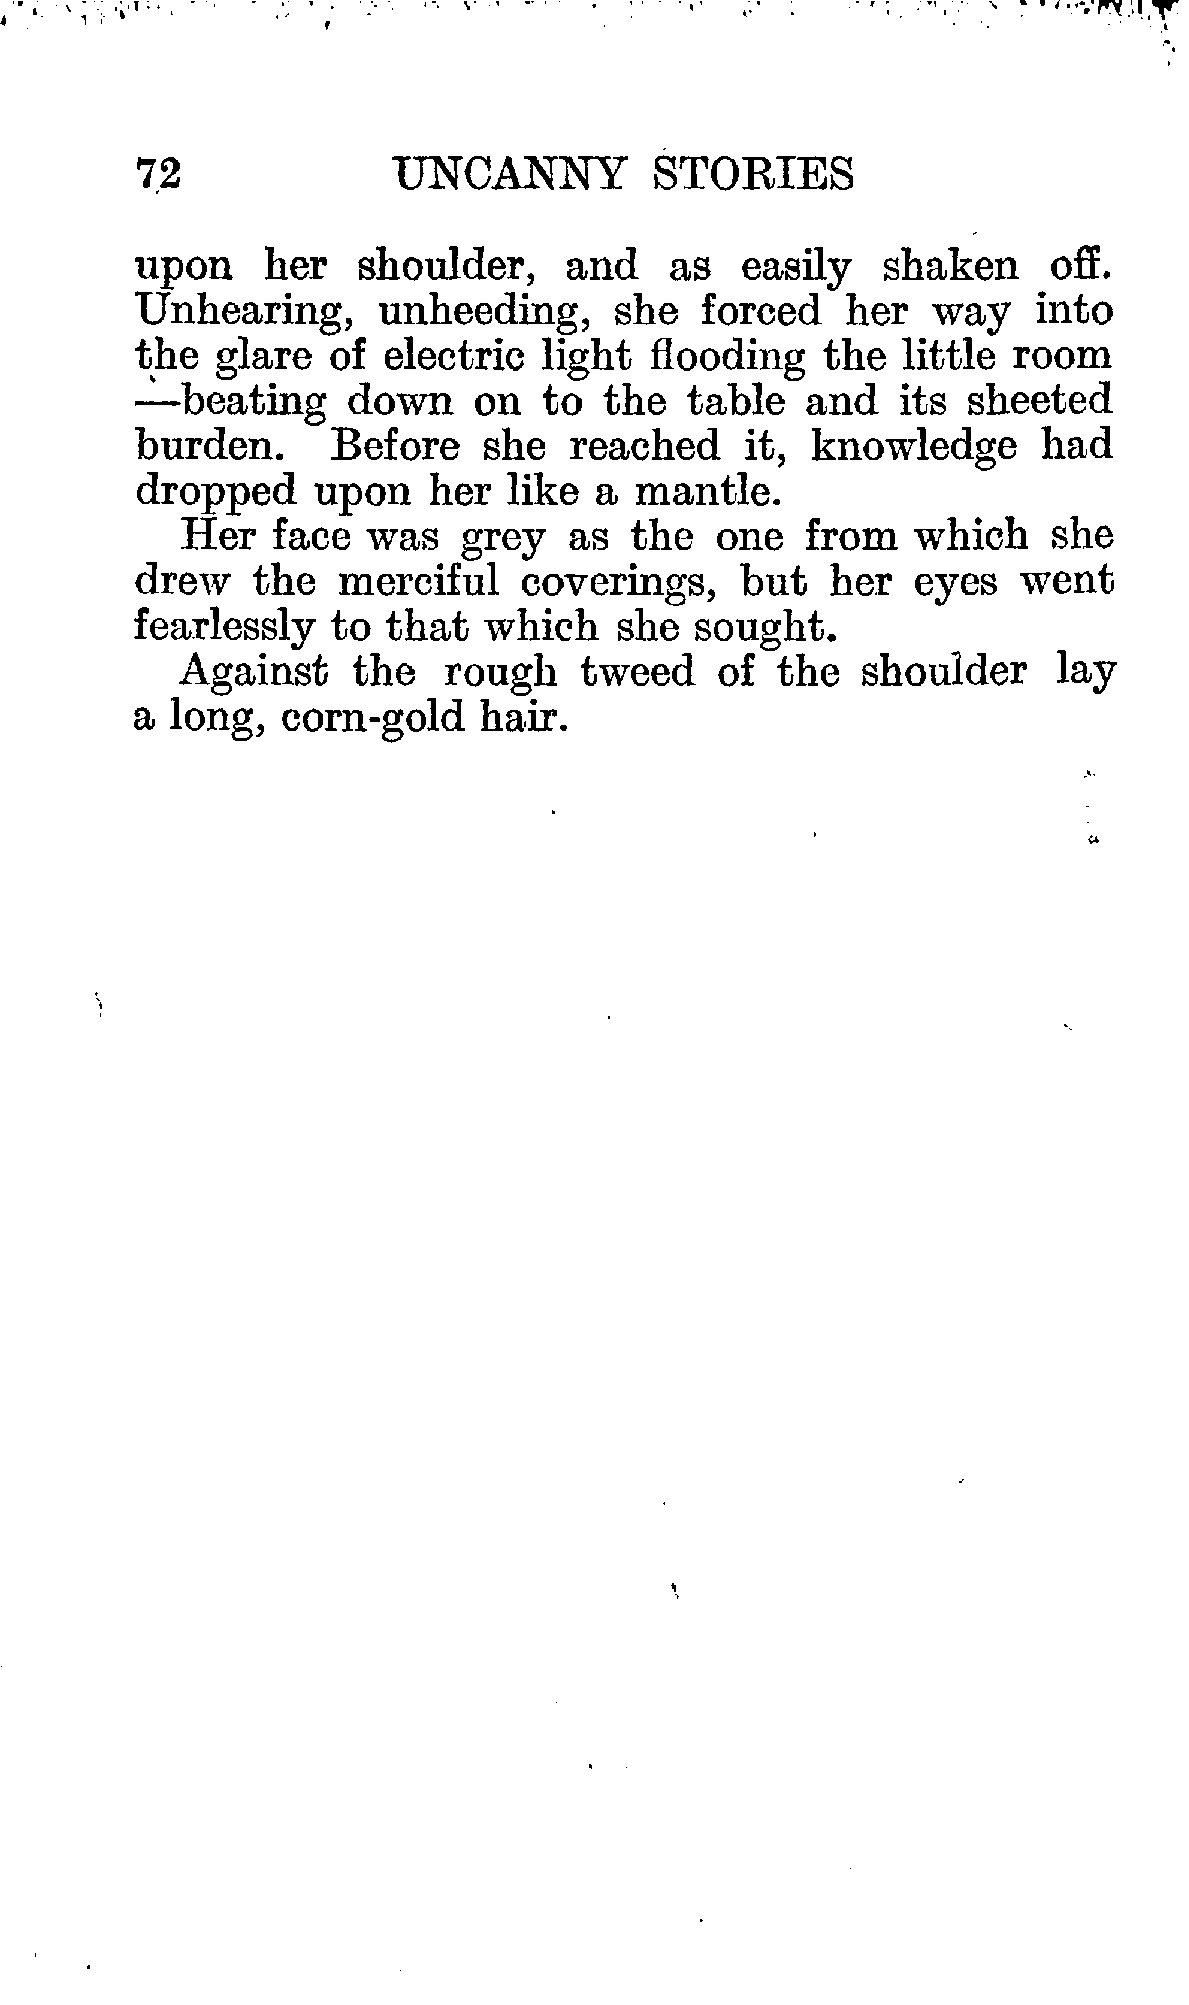 72 UNCANNY STORIES
upon her shoulder, and as easily shaken off.
Unhearing, unheeding, she forced her way into
the glare of electric light flooding the little room
—beating down on to the table and its sheeted
burden. Before she reached it, knowledge had
dropped upon her like a mantle.
Her face was grey as the one from which she
drew the merciful coverings, but her eyes went
fearlessly to that which she sought.
Against the rough tweed of the shoulder lay
a long, corn-gold hair.